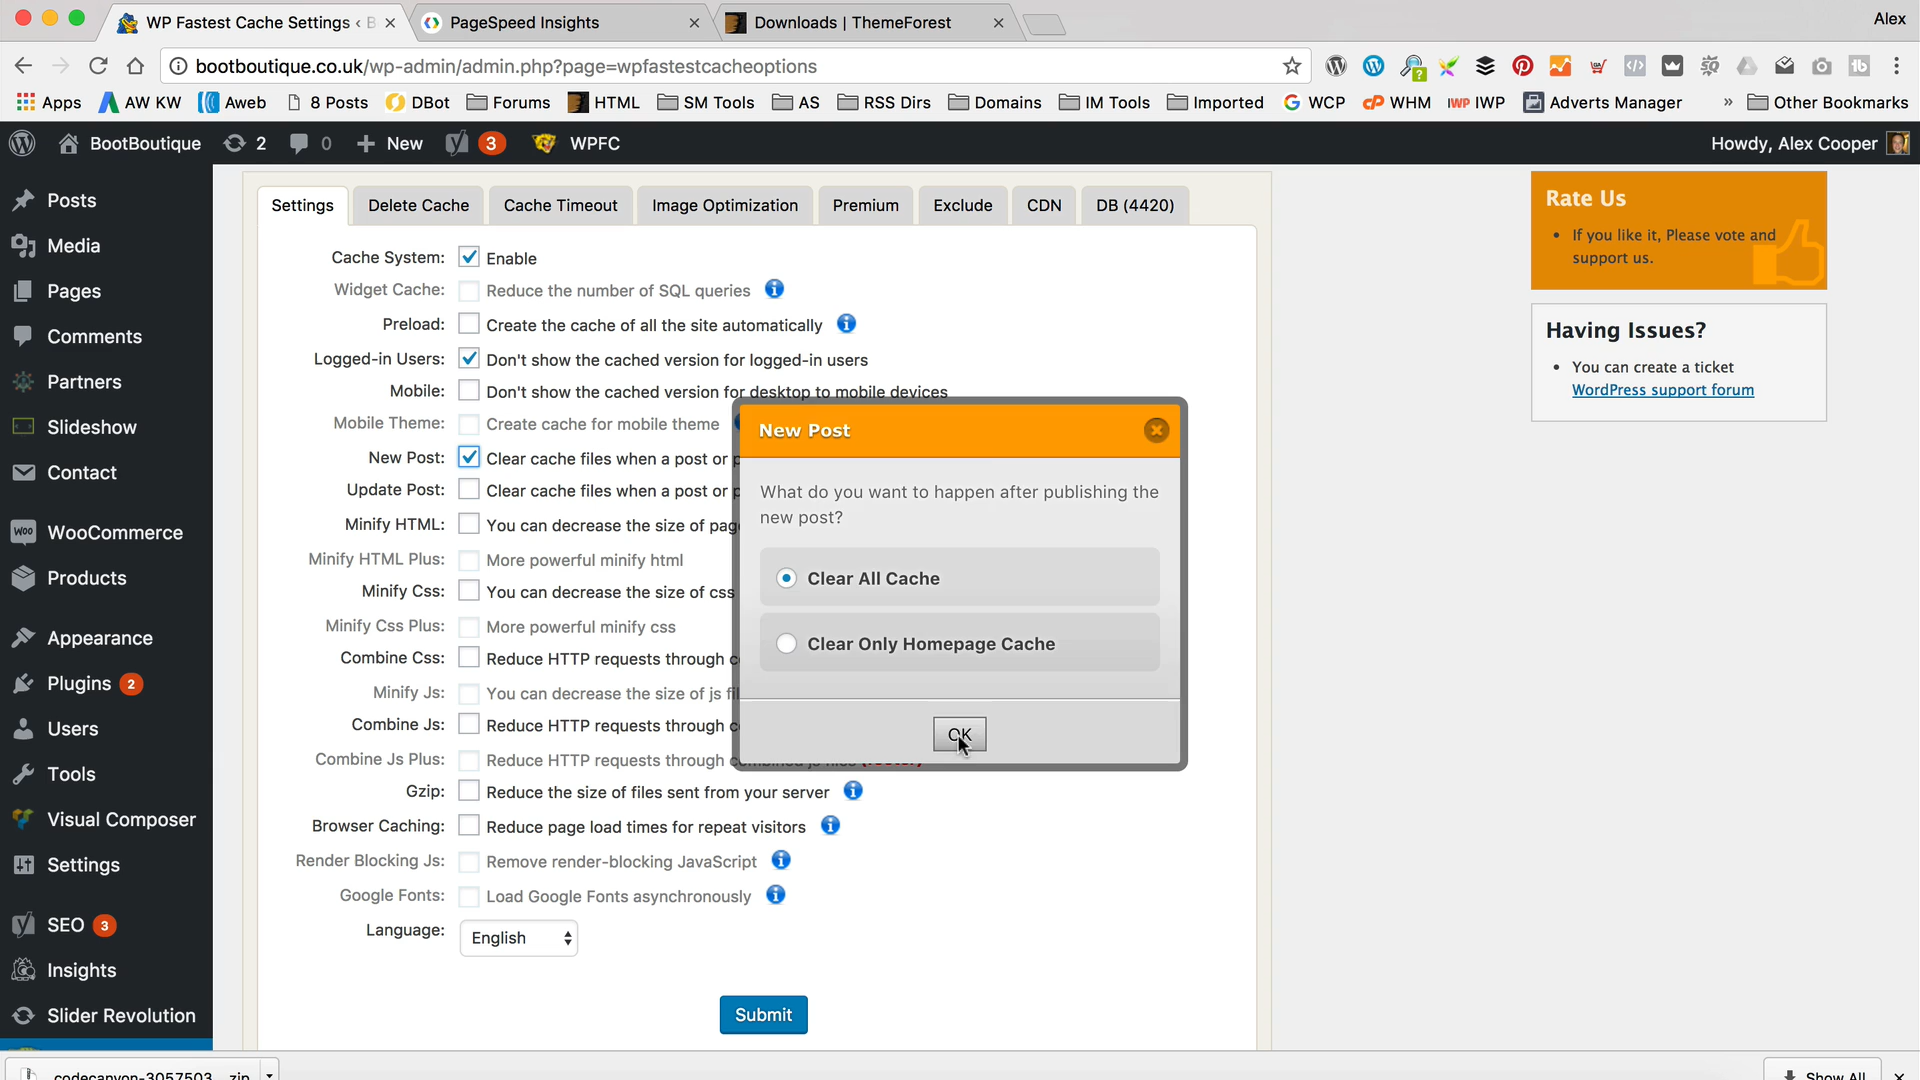 WP Fastest Cache Settings ‹ B
PageSpeed Insights
Downloads | ThemeForest
Alex
bootboutique.co.uk/wp-admin/admin.php?page=wpfastestcacheoptions
Apps
AW KW
Aweb
8 Posts
DBot
Forums
HTML
SM Tools
AS
RSS Dirs
Domains
IM Tools
Imported
WCP
WHM
IWP
Adverts Manager
»
Other Bookmarks
BootBoutique
2
0
New
3
WPFC
Howdy, Alex Cooper
Posts
Media
Pages
Comments
Partners
Slideshow
Contact
WooCommerce
Products
Appearance
Plugins 2
Users
Tools
Visual Composer
Settings
SEO 3
Insights
Slider Revolution
Settings
Delete Cache
Cache Timeout
Image Optimization
Premium
Exclude
CDN
DB (4420)
Cache System: Enable
Widget Cache: Reduce the number of SQL queries
Preload: Create the cache of all the site automatically
Logged-in Users: Don't show the cached version for logged-in users
Mobile: Don't show the cached version for desktop to mobile devices
Mobile Theme: Create cache for mobile theme
New Post: Clear cache files when a post or p
Update Post: Clear cache files when a post or p
Minify HTML: You can decrease the size of pag
Minify HTML Plus: More powerful minify html
Minify Css: You can decrease the size of css
Minify Css Plus: More powerful minify css
Combine Css: Reduce HTTP requests through c
Minify Js: You can decrease the size of js fil
Combine Js: Reduce HTTP requests through c
Combine Js Plus: Reduce HTTP requests through combined js files (footer)
Gzip: Reduce the size of files sent from your server
Browser Caching: Reduce page load times for repeat visitors
Render Blocking Js: Remove render-blocking JavaScript
Google Fonts: Load Google Fonts asynchronously
Language: English
Submit
New Post
What do you want to happen after publishing the
new post?
Clear All Cache
Clear Only Homepage Cache
OK
Rate Us
• If you like it, Please vote and
support us.
Having Issues?
• You can create a ticket
WordPress support forum
codecanyon-3057503....zip
Show All